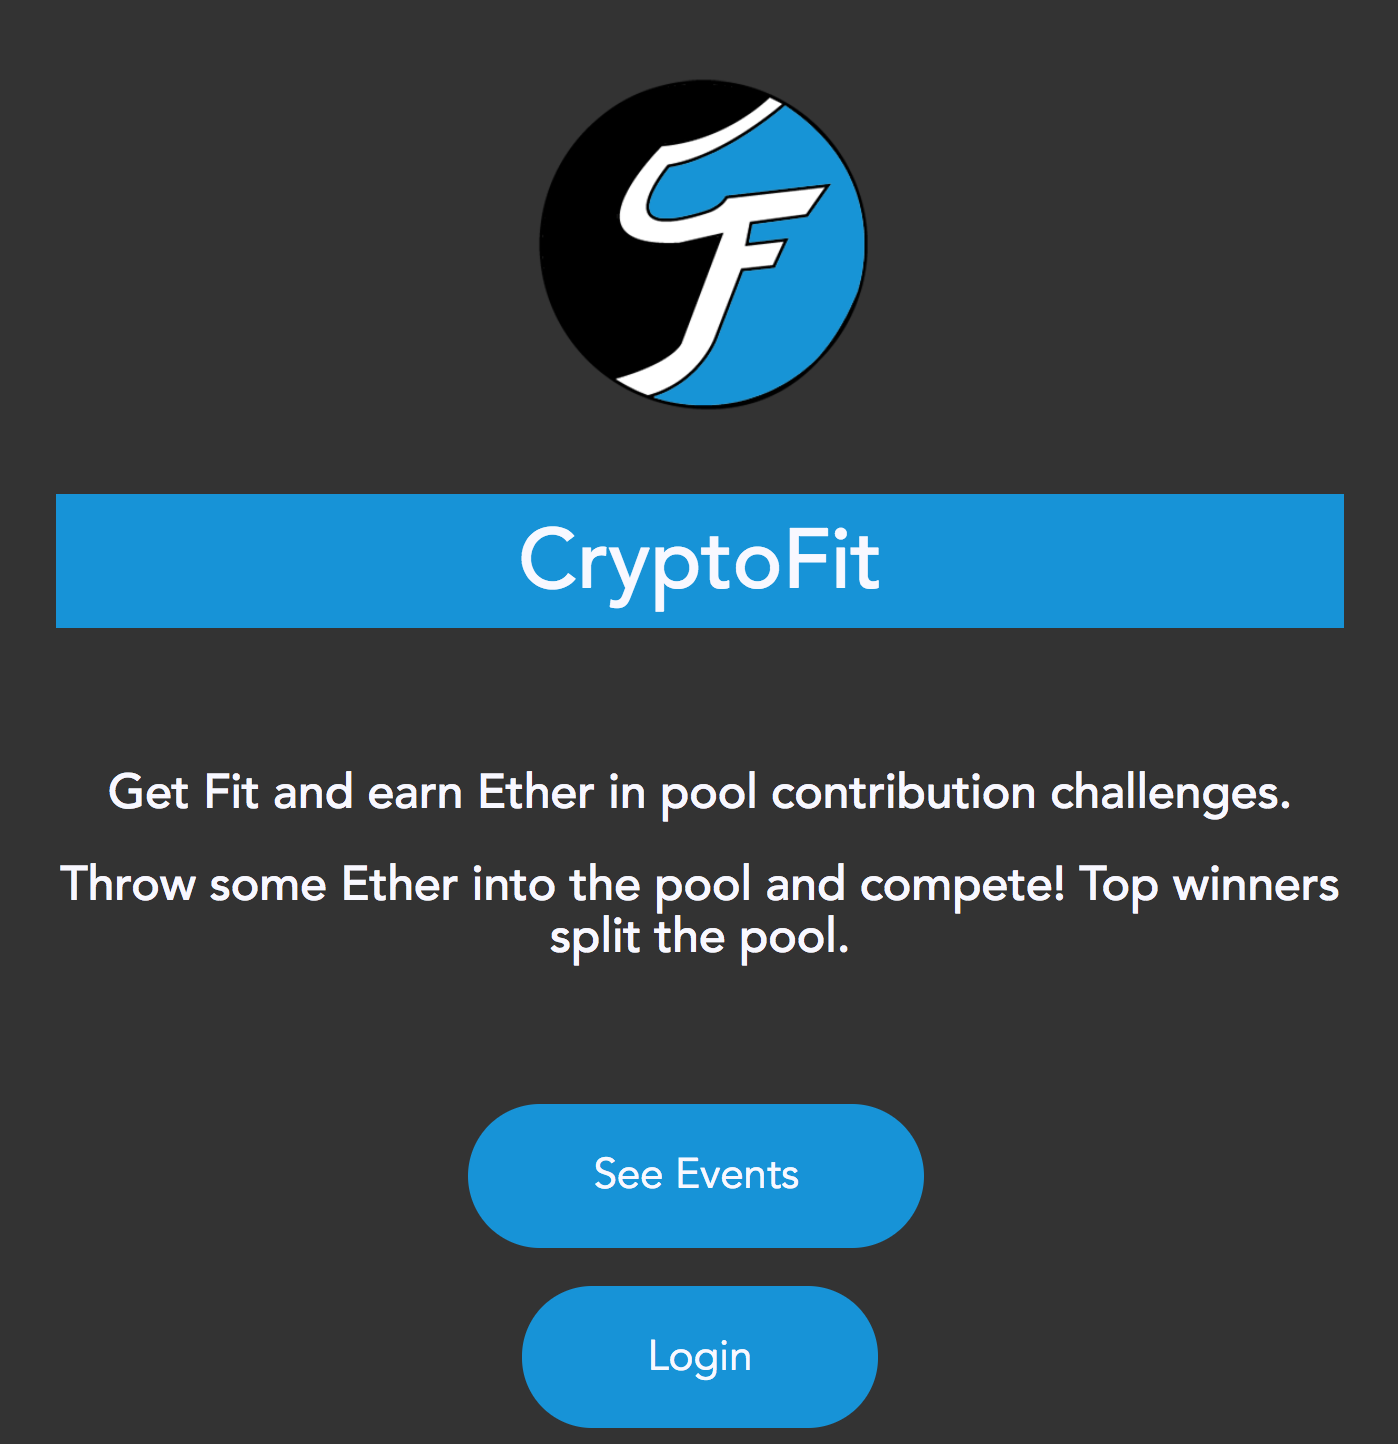 CF
CryptoFit
Get Fit and earn Ether in pool contribution challenges.
Throw some Ether into the pool and compete! Top winners
split the pool.
See Events
Login